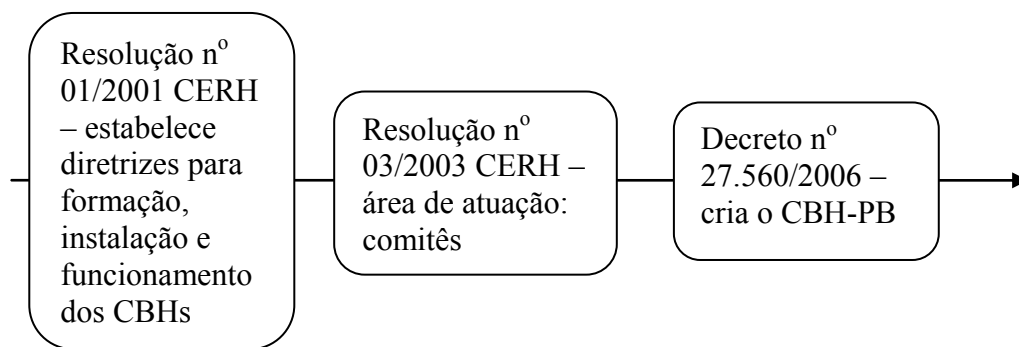 Resolução nº
01/2001 CERH
– estabelece
diretrizes para
formação,
instalação e
funcionamento
dos CBHs
Resolução nº
03/2003 CERH –
área de atuação:
comitês
Decreto nº
27.560/2006 –
cria o CBH-PB